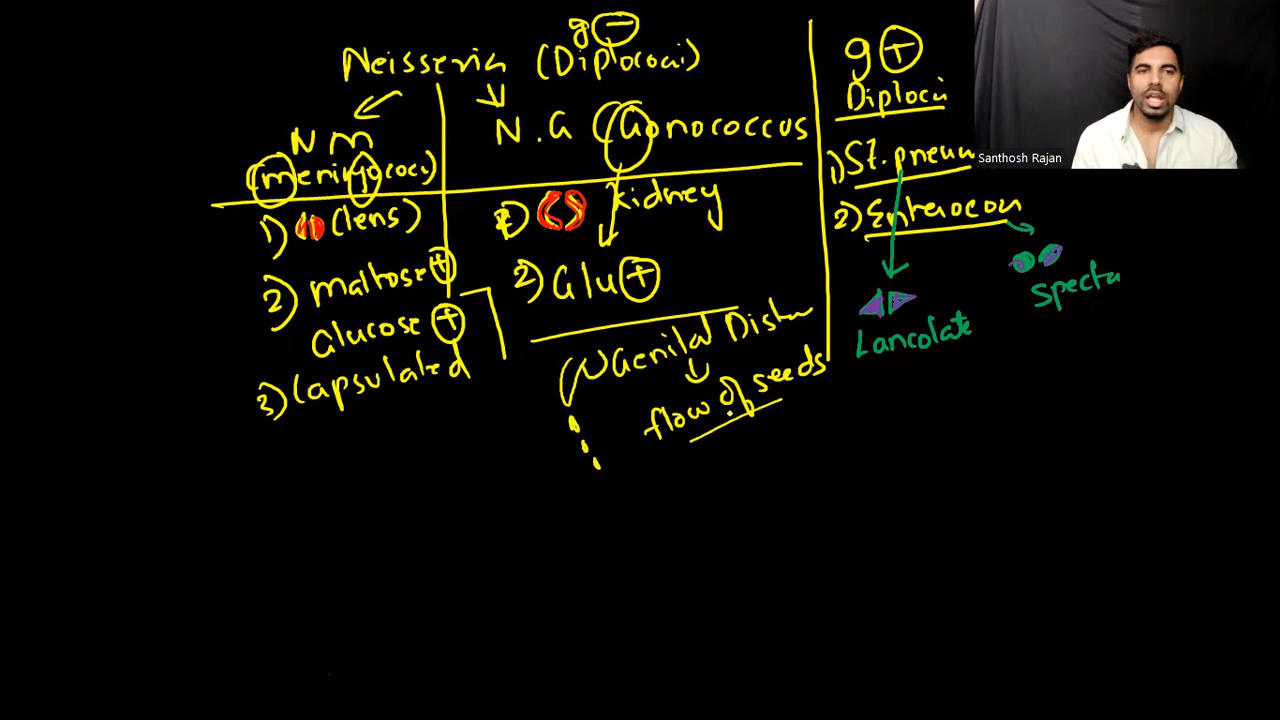 g -
Neisseria (Diplococci)
N m
(meningococci)
1) (lens)
2) maltose +
Glucose +
3) Capsulated
N.G (Gonococcus
1) kidney
2) Glu +
Genital
flow of seeds
g +
Diplococci
1) St. pneum
2) Enterococci
Lancolate
Specta
Santhosh Rajan